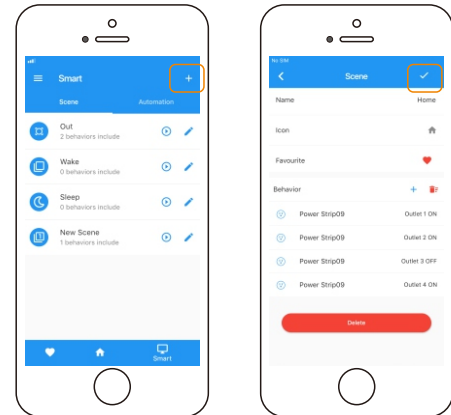 Smart
Scene Automation
Out
2 behaviors include
Wake
0 behaviors include
Sleep
0 behaviors include
New Scene
1 behaviors include
Smart
No SIM
Scene
Name Home
Icon
Favourite
Behavior
Power Strip09 Outlet 1 ON
Power Strip09 Outlet 2 ON
Power Strip09 Outlet 3 OFF
Power Strip09 Outlet 4 ON
Delete